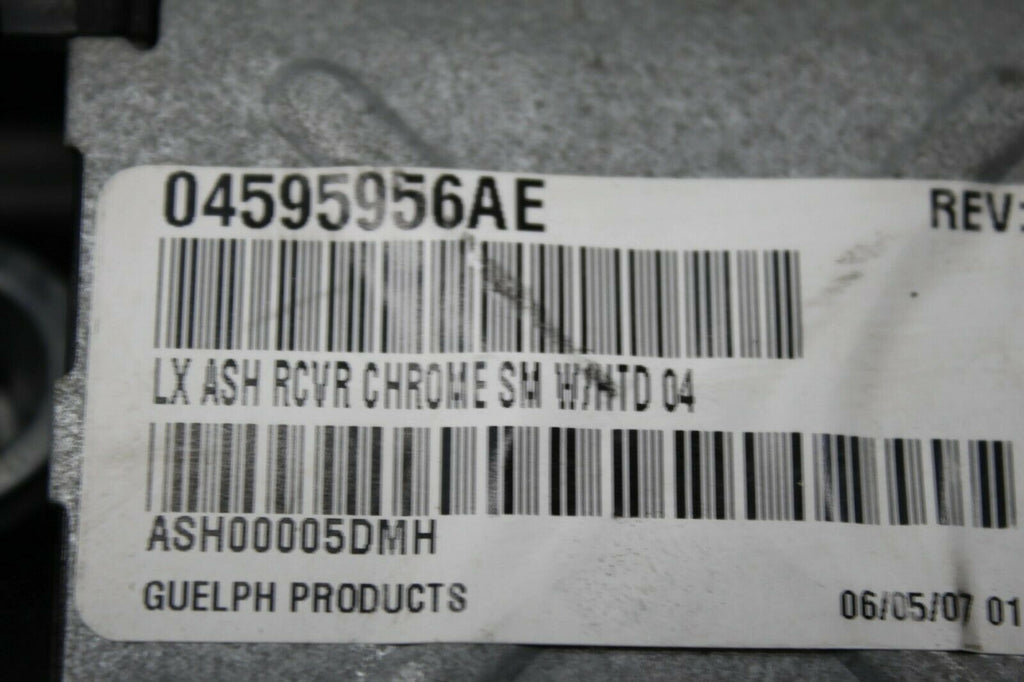 04595956AE REV:
LX ASH RCVR CHROME SM W/HTD 04
ASH00005DMH
GUELPH PRODUCTS 06/05/07 01